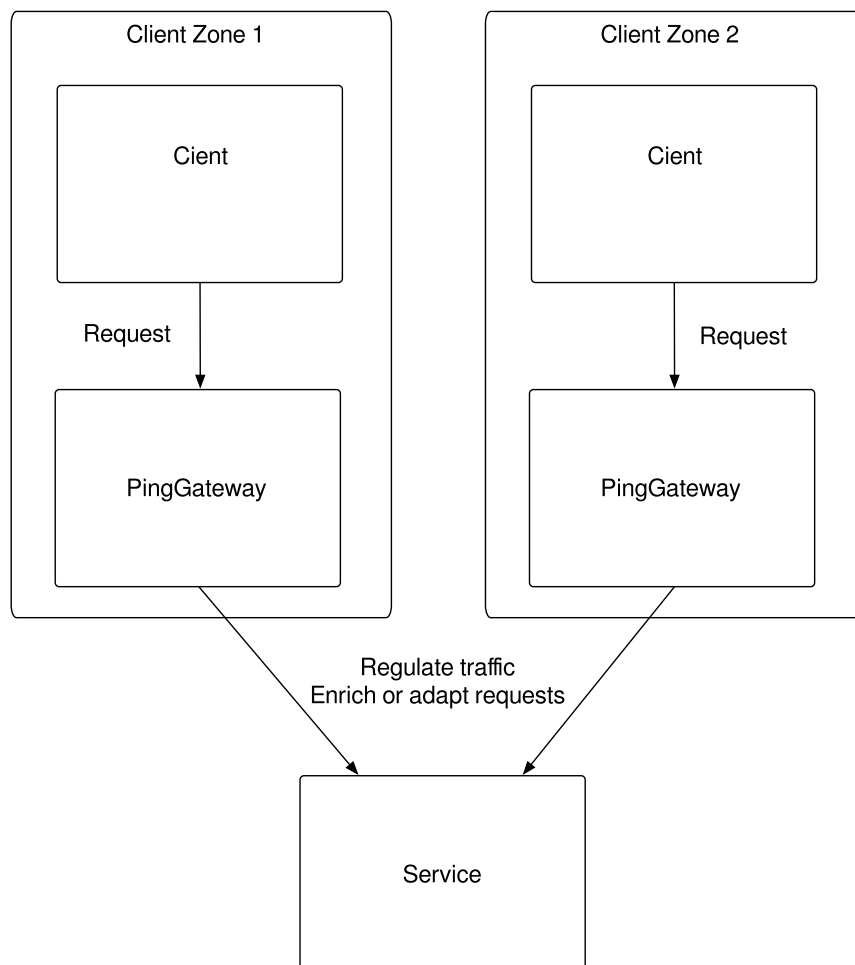 Client Zone 1
Client Zone 2
Cient
Cient
Request
Request
PingGateway
PingGateway
Regulate traffic
Enrich or adapt requests
Service